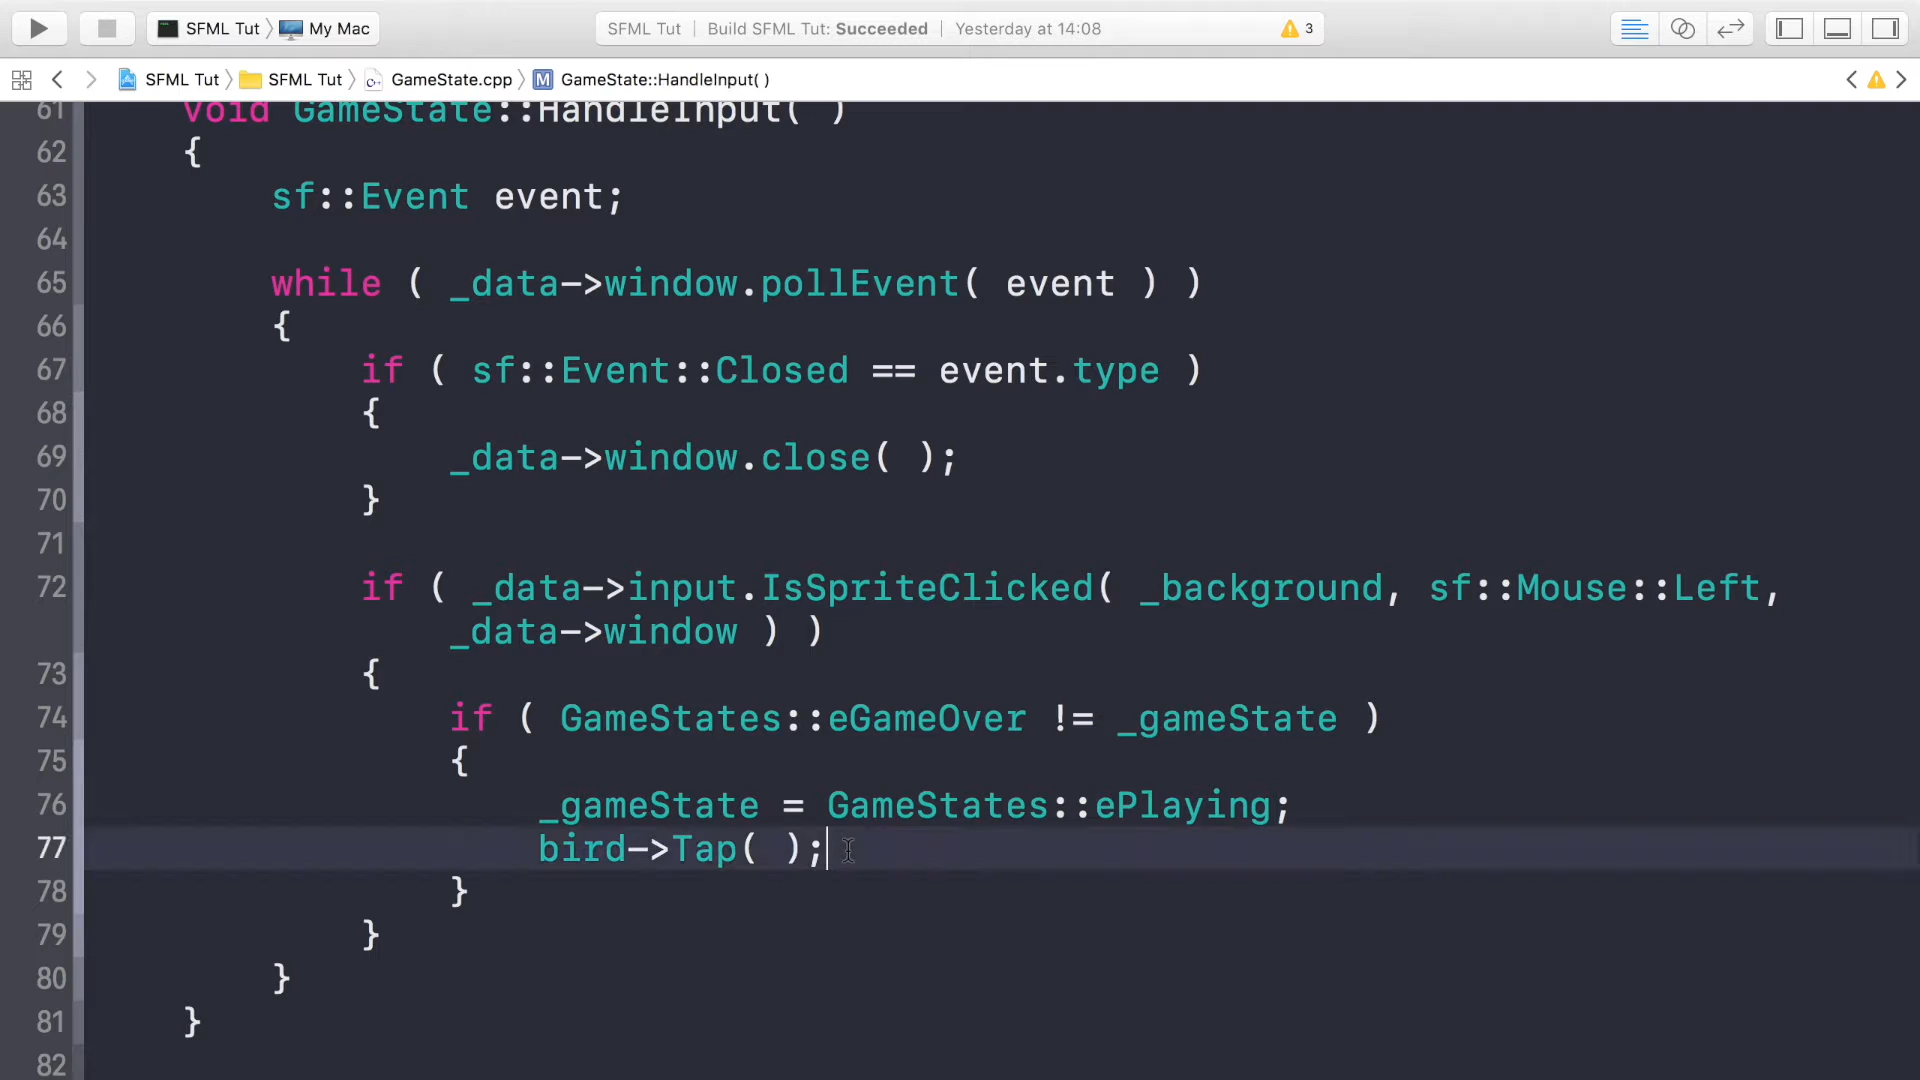 SFML Tut My Mac SFML Tut Build SFML Tut: Succeeded Yesterday at 14:08 3
SFML Tut SFML Tut GameState.cpp M GameState::HandleInput( )
61 void GameState::HandleInput( )
62 {
63 sf::Event event;
64
65 while ( _data->window.pollEvent( event ) )
66 {
67 if ( sf::Event::Closed == event.type )
68 {
69 _data->window.close( );
70 }
71
72 if ( _data->input.IsSpriteClicked( _background, sf::Mouse::Left,
_data->window ) )
73 {
74 if ( GameStates::eGameOver != _gameState )
75 {
76 _gameState = GameStates::ePlaying;
77 bird->Tap( );
78 }
79 }
80 }
81 }
82